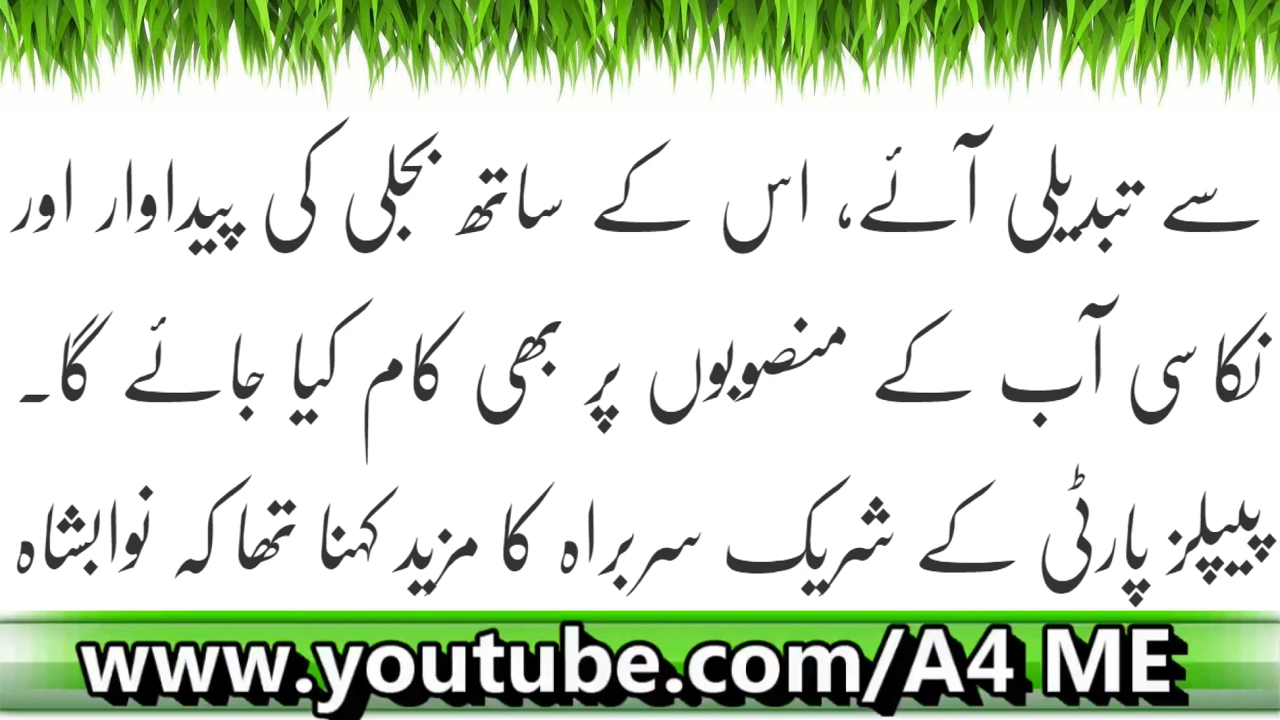 سے تبدیلی آئے، اس کے ساتھ بجلی کی پیداوار اور
نکاسی آب کے منصوبوں پر بھی کام کیا جائے گا۔
پیپلز پارٹی کے شریک سربراہ کا مزید کہنا تھا کہ نوابشاہ
www.youtube.com/A4 ME